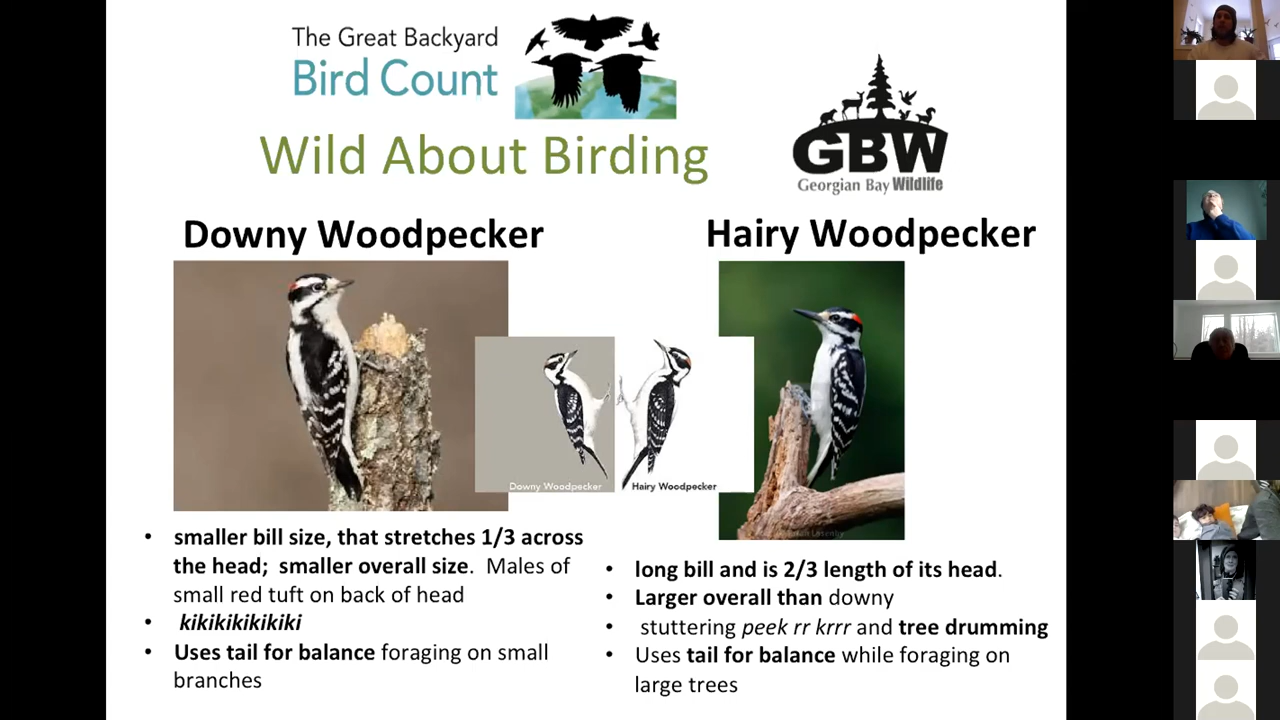 The Great Backyard
Bird Count
Wild About Birding
GBW
Georgian Bay Wildlife
Downy Woodpecker
Hairy Woodpecker
Downy Woodpecker
Hairy Woodpecker
• smaller bill size, that stretches 1/3 across
the head;  smaller overall size.  Males of
small red tuft on back of head
• kikikikikikiki
• Uses tail for balance foraging on small
branches
• long bill and is 2/3 length of its head.
• Larger overall than downy
• stuttering peek rr krrr and tree drumming
• Uses tail for balance while foraging on
large trees